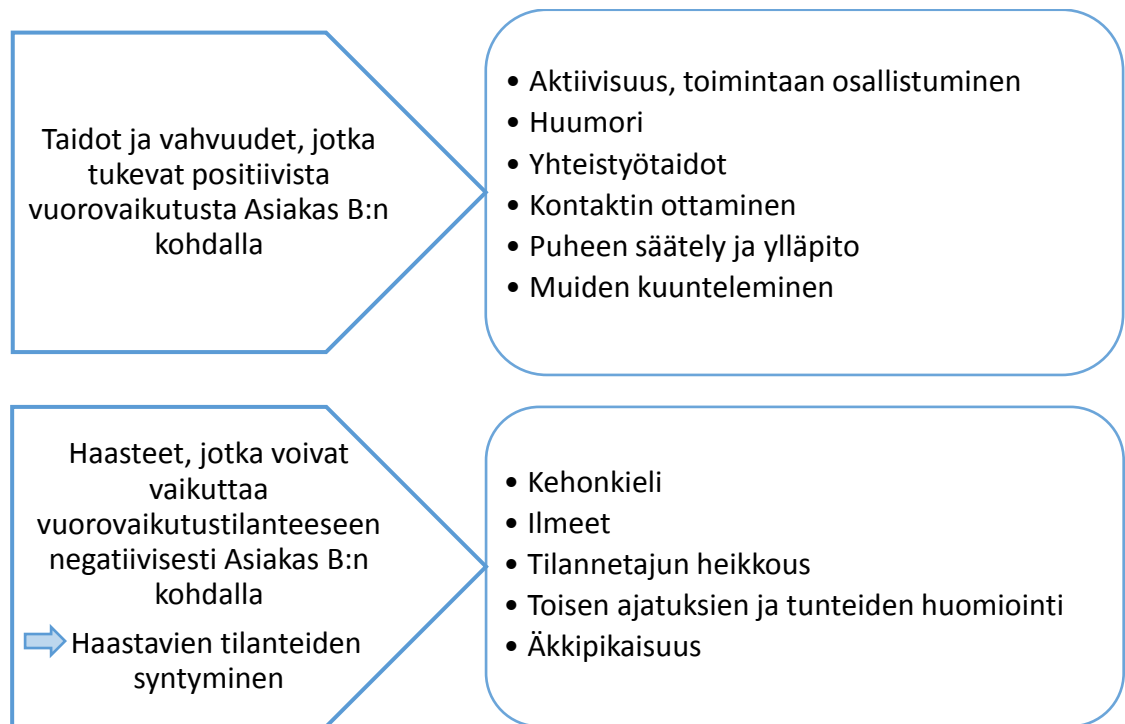 Taidot ja vahvuudet, jotka
tukevat positiivista
vuorovaikutusta Asiakas B:n
kohdalla
• Aktiivisuus, toimintaan osallistuminen
• Huumori
• Yhteistyötaidot
• Kontaktin ottaminen
• Puheen säätely ja ylläpito
• Muiden kuunteleminen
Haasteet, jotka voivat
vaikuttaa
vuorovaikutustilanteeseen
negatiivisesti Asiakas B:n
kohdalla
Haastavien tilanteiden
syntyminen
• Kehonkieli
• Ilmeet
• Tilannetajun heikkous
• Toisen ajatuksien ja tunteiden huomiointi
• Äkkipikaisuus